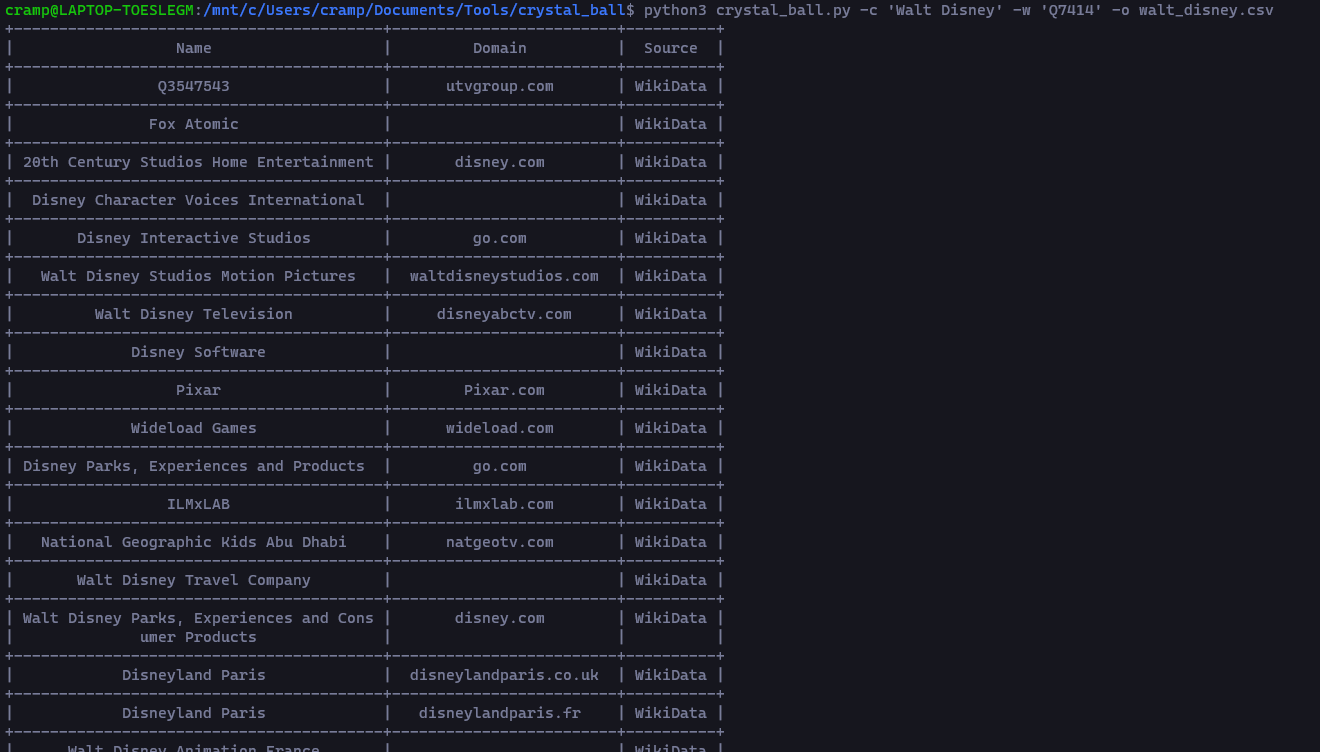 cramp@LAPTOP-TOESLEGM:/mnt/c/Users/cramp/Documents/Tools/crystal_ball$ python3 crystal_ball.py -c 'Walt Disney' -w 'Q7414' -o walt_disney.csv
Name | Domain | Source
Q3547543 | utvgroup.com | WikiData
Fox Atomic | | WikiData
20th Century Studios Home Entertainment | disney.com | WikiData
Disney Character Voices International | | WikiData
Disney Interactive Studios | go.com | WikiData
Walt Disney Studios Motion Pictures | waltdisneystudios.com | WikiData
Walt Disney Television | disneyabctv.com | WikiData
Disney Software | | WikiData
Pixar | Pixar.com | WikiData
Wideload Games | wideload.com | WikiData
Disney Parks, Experiences and Products | go.com | WikiData
ILMxLAB | ilmxlab.com | WikiData
National Geographic Kids Abu Dhabi | natgeotv.com | WikiData
Walt Disney Travel Company | | WikiData
Walt Disney Parks, Experiences and Cons | disney.com | WikiData
umer Products | | 
Disneyland Paris | disneylandparis.co.uk | WikiData
Disneyland Paris | disneylandparis.fr | WikiData
Walt Disney Animation France | | WikiData